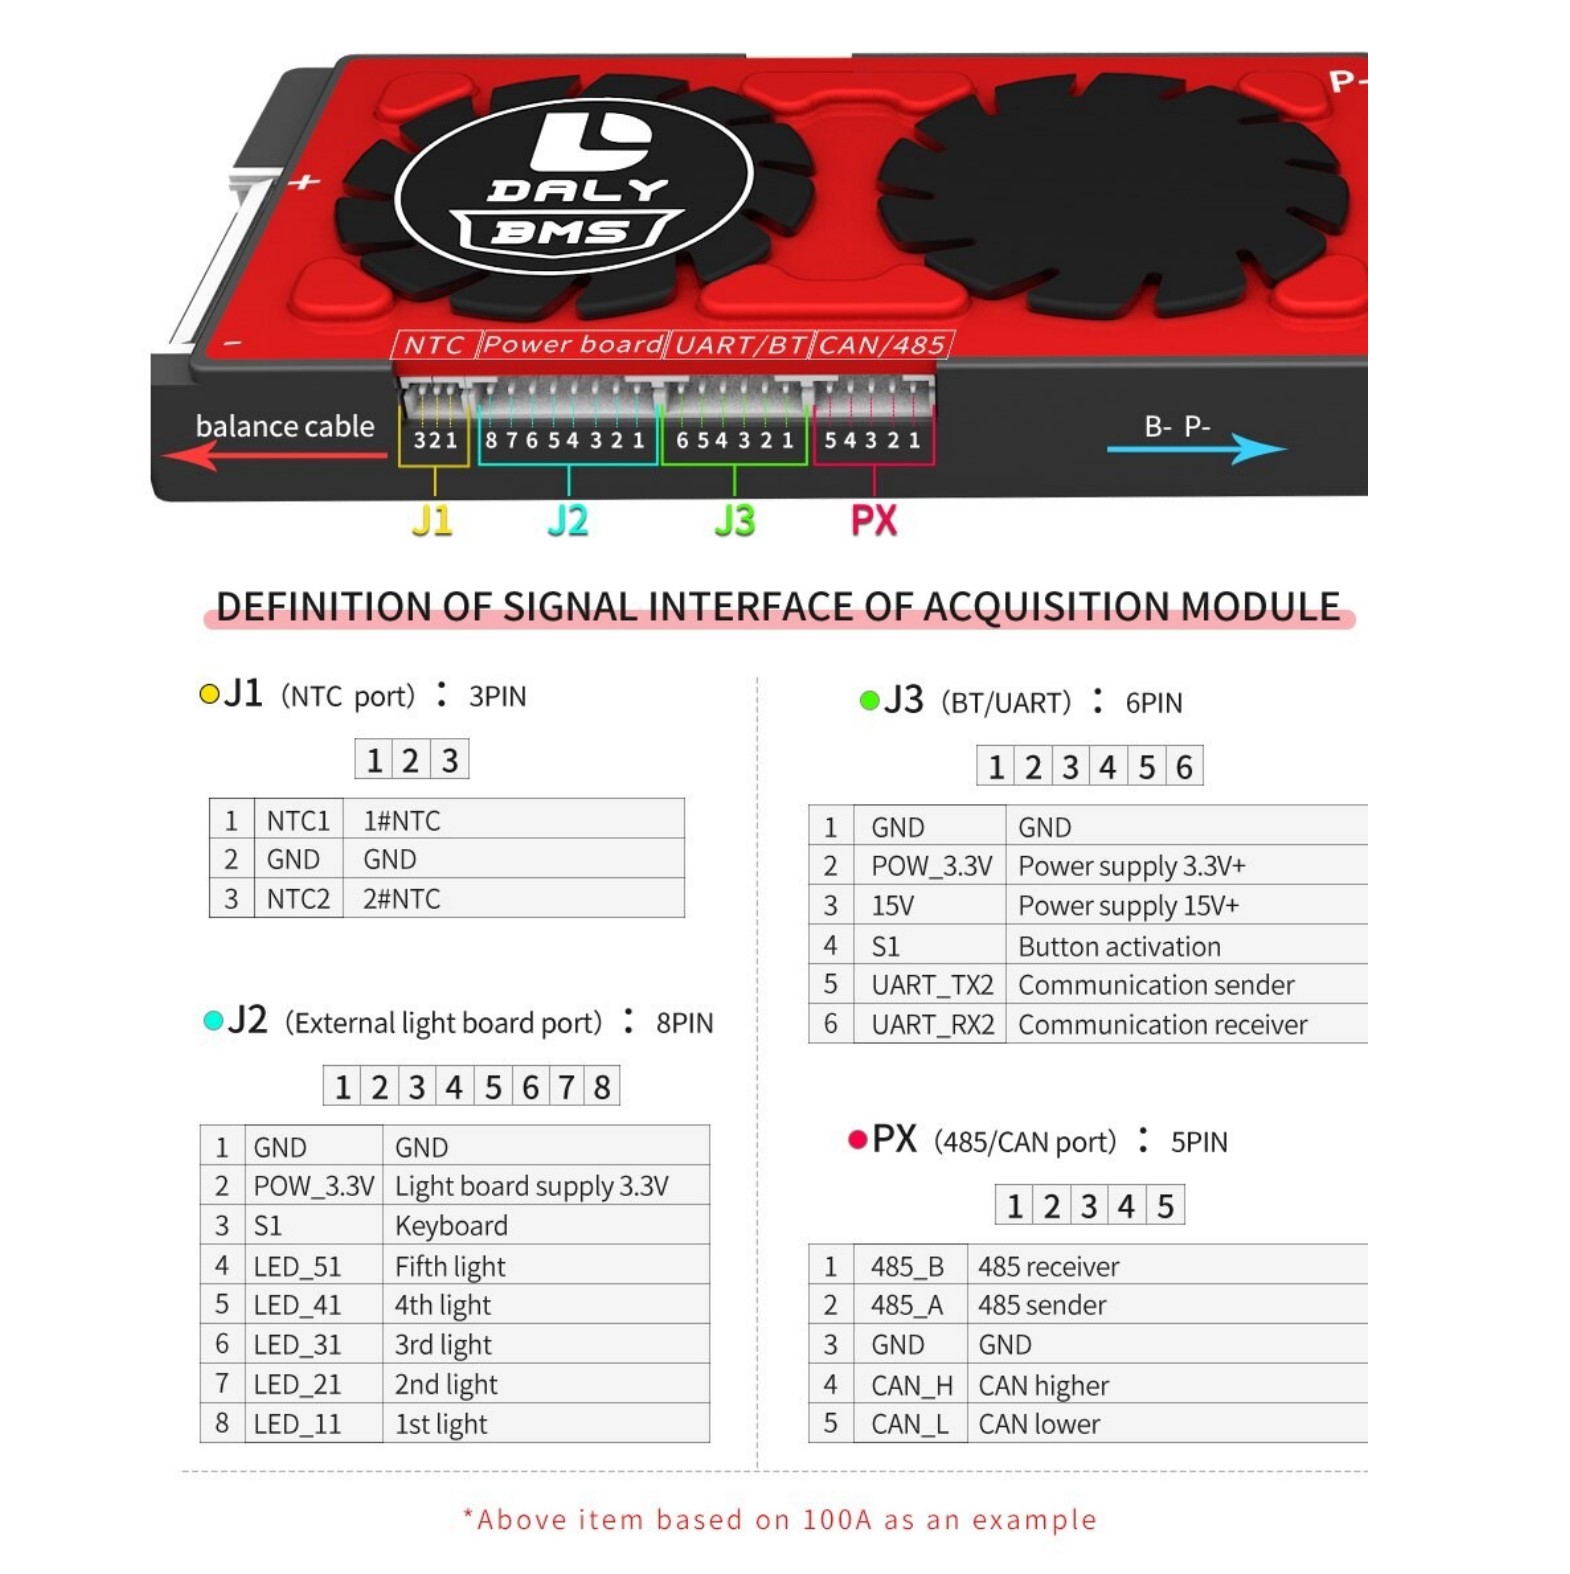 P-
+
DALY
BMS
-
NTC Power board UART/BT CAN/485
balance cable
3 2 1 8 7 6 5 4 3 2 1 6 5 4 3 2 1 5 4 3 2 1
B- P-
J1 J2 J3 PX
DEFINITION OF SIGNAL INTERFACE OF ACQUISITION MODULE
J1 (NTC port) : 3PIN
1 2 3
1 NTC1 1#NTC
2 GND GND
3 NTC2 2#NTC
J2 (External light board port) : 8PIN
1 2 3 4 5 6 7 8
1 GND GND
2 POW_3.3V Light board supply 3.3V
3 S1 Keyboard
4 LED_51 Fifth light
5 LED_41 4th light
6 LED_31 3rd light
7 LED_21 2nd light
8 LED_11 1st light
J3 (BT/UART) : 6PIN
1 2 3 4 5 6
1 GND GND
2 POW_3.3V Power supply 3.3V+
3 15V Power supply 15V+
4 S1 Button activation
5 UART_TX2 Communication sender
6 UART_RX2 Communication receiver
PX (485/CAN port) : 5PIN
1 2 3 4 5
1 485_B 485 receiver
2 485_A 485 sender
3 GND GND
4 CAN_H CAN higher
5 CAN_L CAN lower
*Above item based on 100A as an example